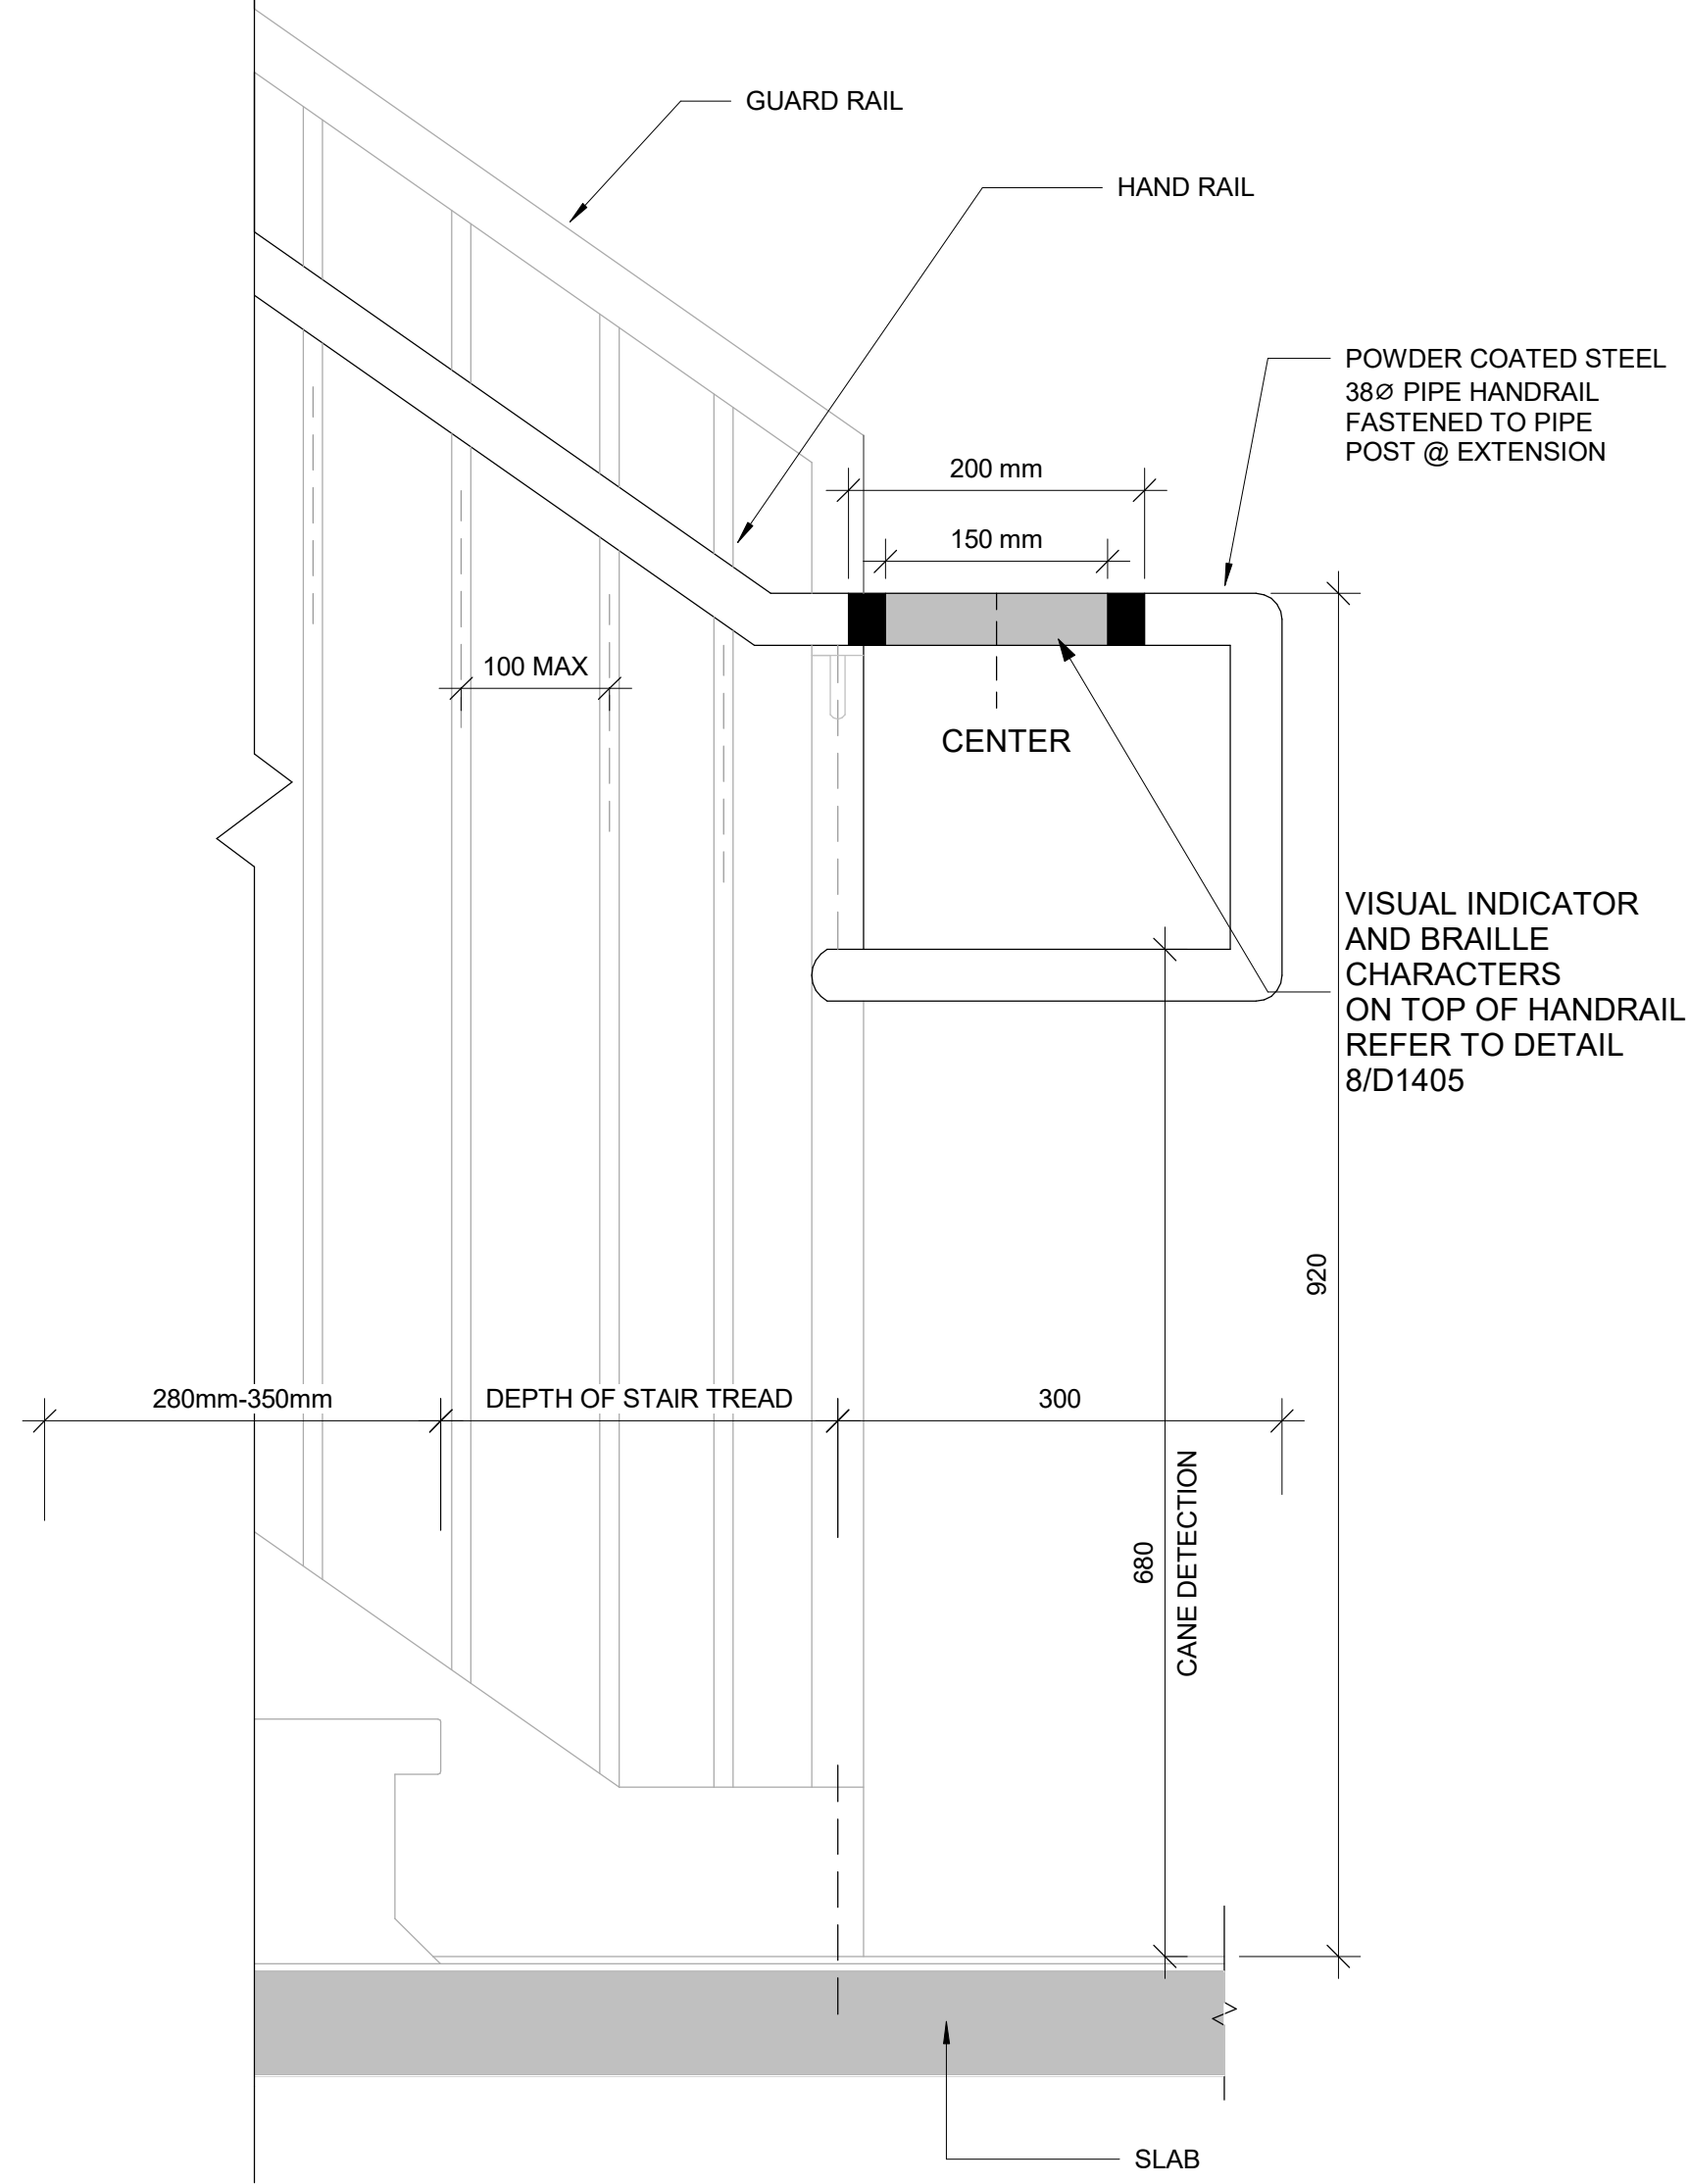 GUARD RAIL
HAND RAIL
POWDER COATED STEEL
38Ø PIPE HANDRAIL
FASTENED TO PIPE
POST @ EXTENSION
200 mm
150 mm
100 MAX
CENTER
VISUAL INDICATOR
AND BRAILLE
CHARACTERS
ON TOP OF HANDRAIL
REFER TO DETAIL
8/D1405
920
280mm-350mm
DEPTH OF STAIR TREAD
300
680
CANE DETECTION
SLAB